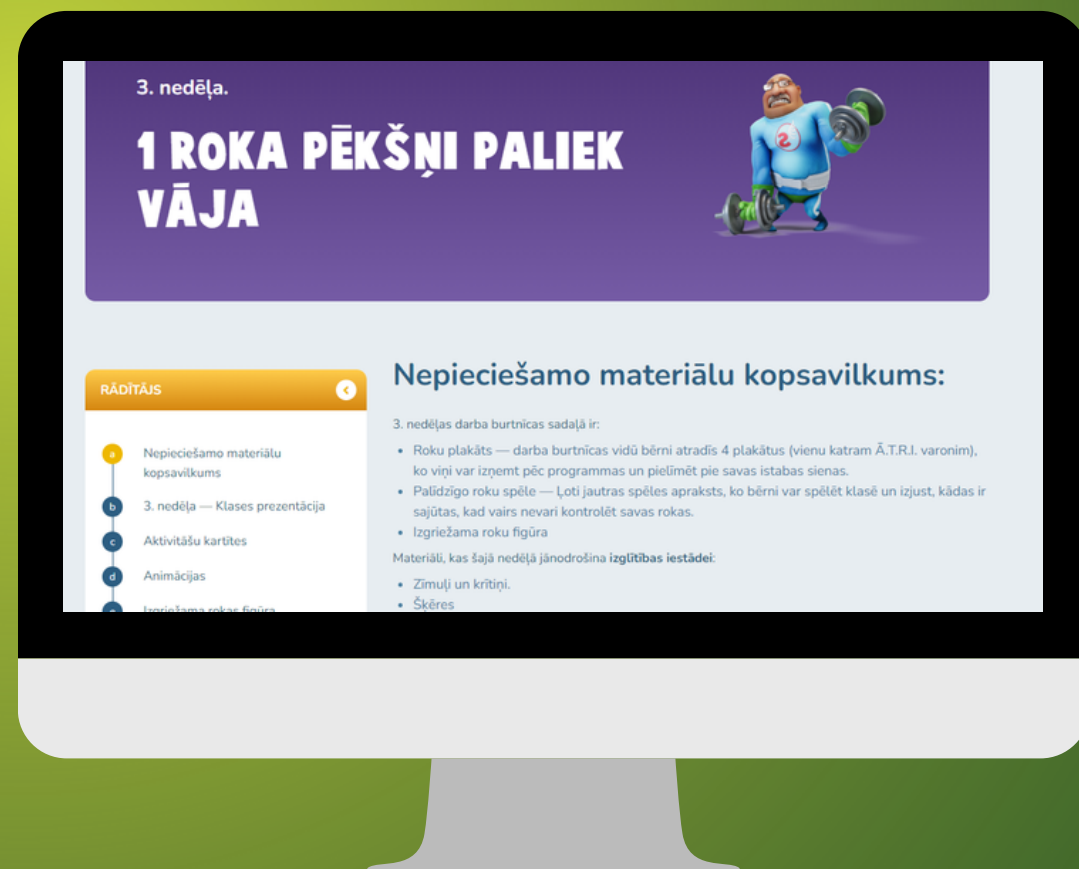 3. nedēļa.
1 ROKA PĒKŠŅI PALIEK
VĀJA
RĀDĪTĀJS
a Nepieciešamo materiālu
kopsavilkums
b 3. nedēļa — Klases prezentācija
c Aktivitāšu kartītes
d Animācijas
Izgriežama rokas figūra
Nepieciešamo materiālu kopsavilkums:
3. nedēļas darba burtnīcas sadaļā ir:
• Roku plakāts — darba burtnīcas vidū bērni atradīs 4 plakātus (vienu katram Ā.T.R.I. varonim),
ko viņi var izņemt pēc programmas un pielīmēt pie savas istabas sienas.
• Palīdzīgo roku spēle — Ļoti jautras spēles apraksts, ko bērni var spēlēt klasē un izjust, kādas ir
sajūtas, kad vairs nevari kontrolēt savas rokas.
• Izgriežama roku figūra
Materiāli, kas šajā nedēļā jānodrošina izglītības iestādei:
• Zīmuļi un krītiņi.
• Šķēres